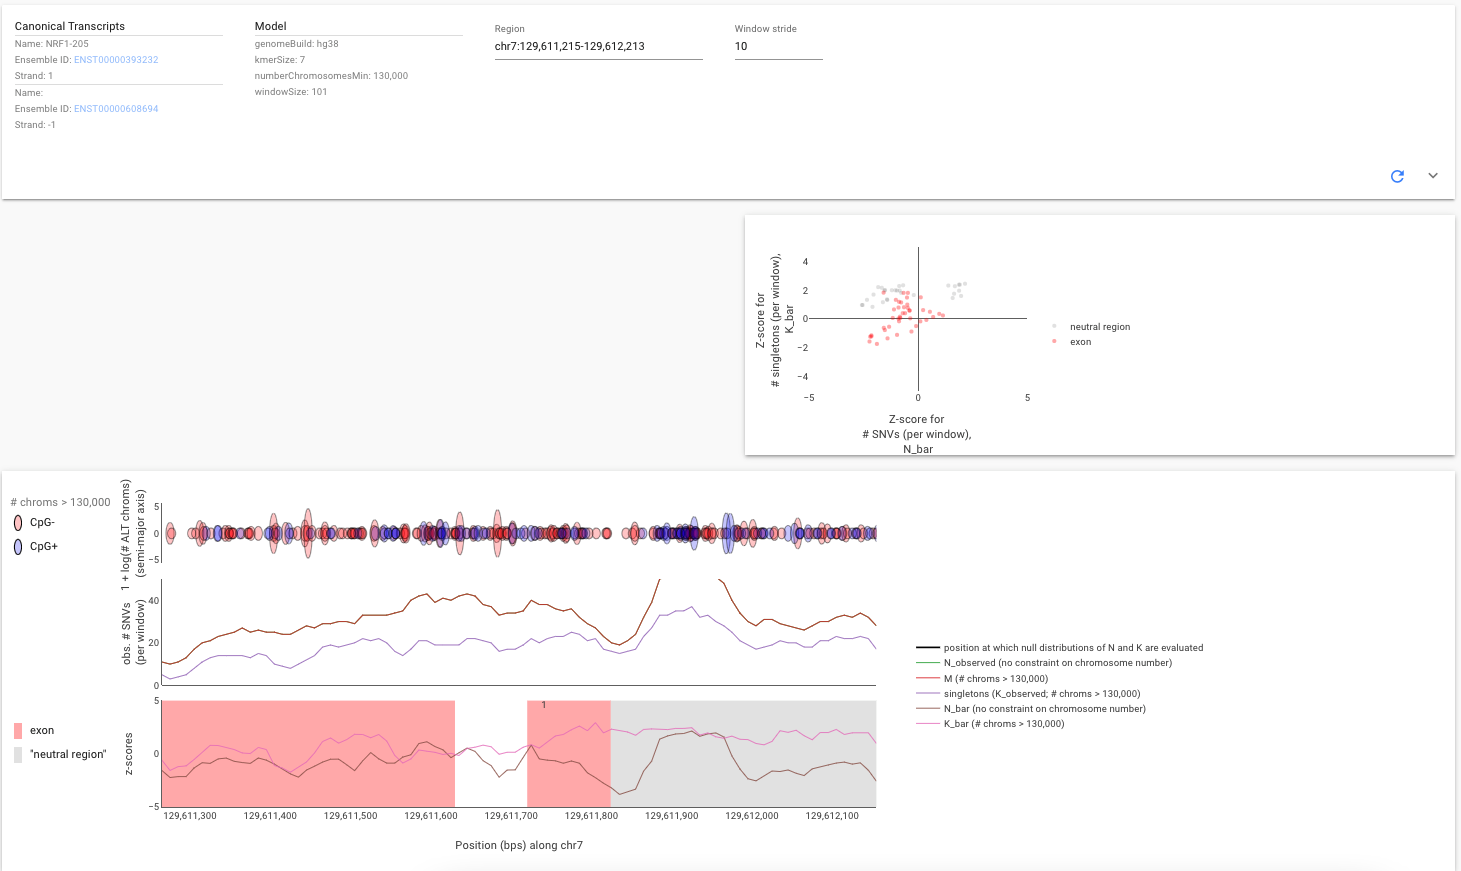 Canonical Transcripts
Name: NRF1-205
Ensemble ID: ENST00000393232
Strand: 1
Name:
Ensemble ID: ENST00000608694
Strand: -1
Model
genomeBuild: hg38
kmerSize: 7
numberChromosomesMin: 130,000
windowSize: 101
Region
chr7:129,611,215-129,612,213
Window stride
10
Z-score for
# singletons (per window),
K_bar
4
2
0
−2
−4
−5
0
5
Z-score for
# SNVs (per window),
N_bar
neutral region
exon
# chroms > 130,000
CpG-
CpG+
1 + log(# ALT chroms)
(semi-major axis)
5
0
−5
obs. # SNVs
(per window)
40
20
0
exon
"neutral region"
z-scores
5
0
−5
1
129,611,300
129,611,400
129,611,500
129,611,600
129,611,700
129,611,800
129,611,900
129,612,000
129,612,100
Position (bps) along chr7
position at which null distributions of N and K are evaluated
N_observed (no constraint on chromosome number)
M (# chroms > 130,000)
singletons (K_observed; # chroms > 130,000)
N_bar (no constraint on chromosome number)
K_bar (# chroms > 130,000)